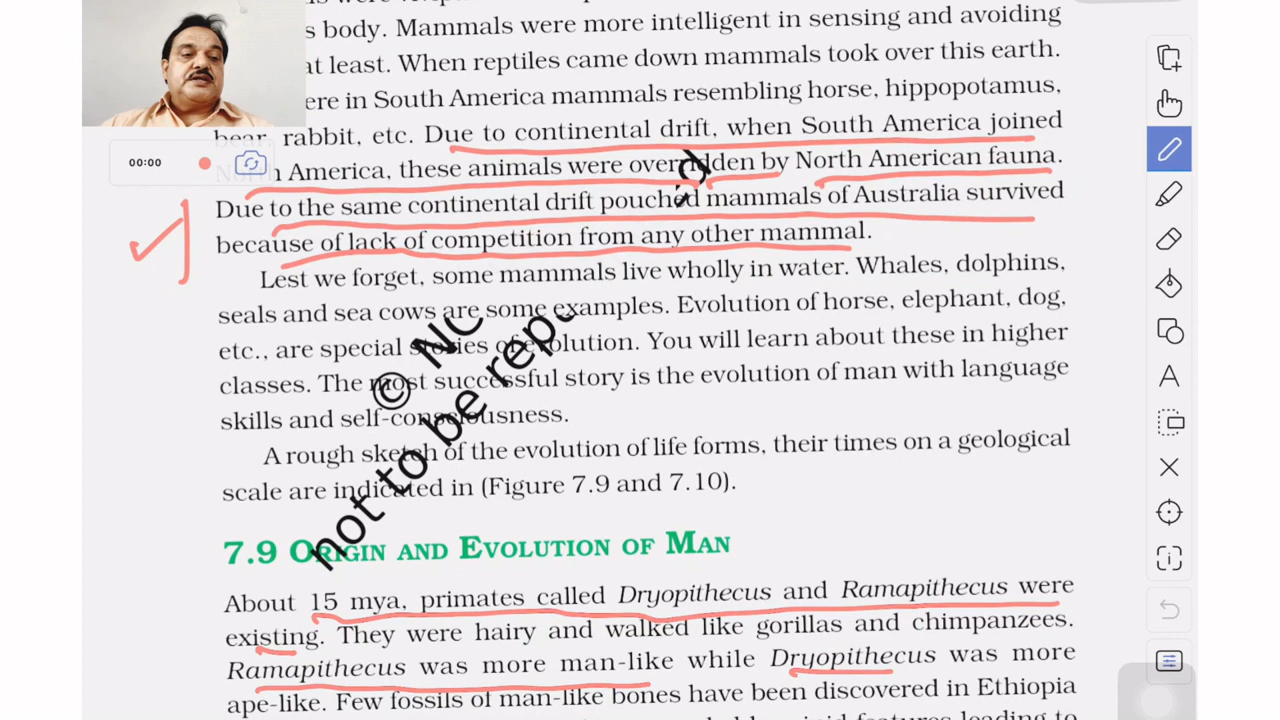 s body. Mammals were more intelligent in sensing and avoiding
at least. When reptiles came down mammals took over this earth.
ere in South America mammals resembling horse, hippopotamus,
bear, rabbit, etc. Due to continental drift, when South America joined
North America, these animals were overridden by North American fauna.
Due to the same continental drift pouched mammals of Australia survived
because of lack of competition from any other mammal.
Lest we forget, some mammals live wholly in water. Whales, dolphins,
seals and sea cows are some examples. Evolution of horse, elephant, dog,
etc., are special stories of evolution. You will learn about these in higher
classes. The most successful story is the evolution of man with language
skills and self-consciousness.
A rough sketch of the evolution of life forms, their times on a geological
scale are indicated in (Figure 7.9 and 7.10).
7.9 ORIGIN AND EVOLUTION OF MAN
About 15 mya, primates called Dryopithecus and Ramapithecus were
existing. They were hairy and walked like gorillas and chimpanzees.
Ramapithecus was more man-like while Dryopithecus was more
ape-like. Few fossils of man-like bones have been discovered in Ethiopia
00:00
© NC
not to be rep
d
A